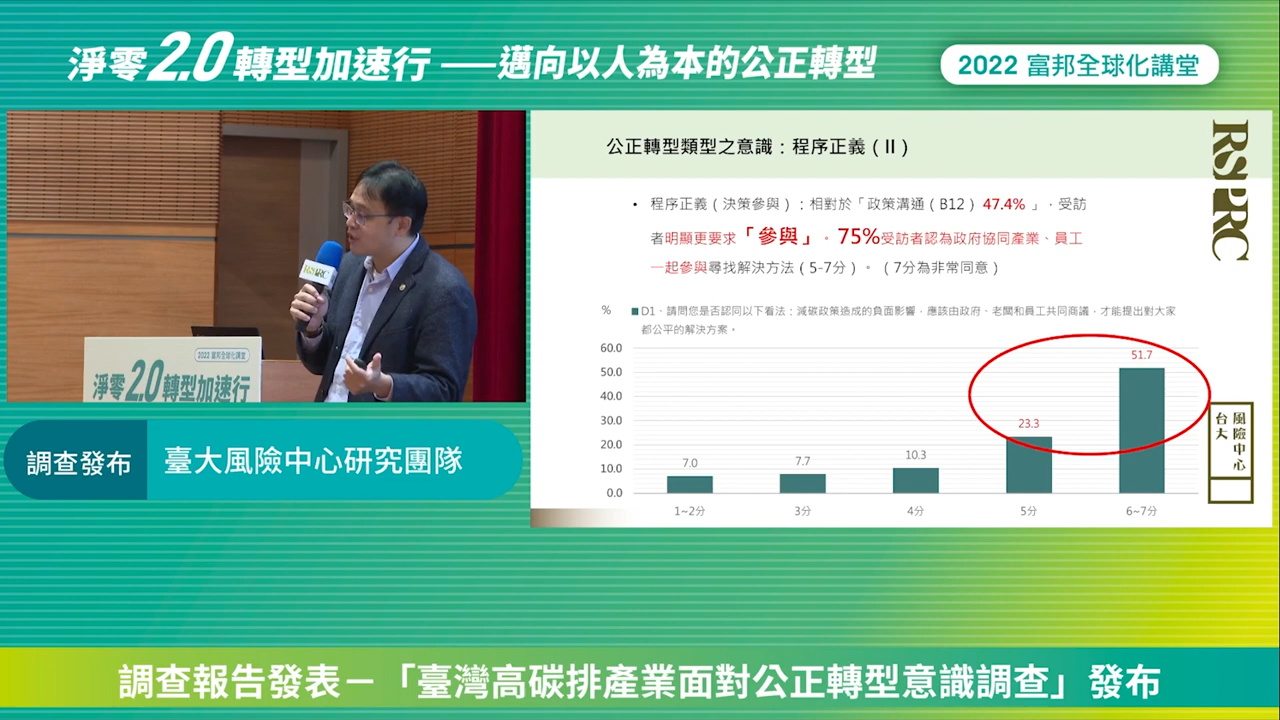 淨零2.0轉型加速行——邁向以人為本的公正轉型
2022 富邦全球化講堂
公正轉型類型之意識：程序正義（II）
RSPRC
• 程序正義（決策參與）：相對於「政策溝通（B12）47.4%」，受訪
者明顯更要求「參與」。75%受訪者認為政府協同產業、員工
一起參與尋找解決方法（5-7分）。（7分為非常同意）
%
D1、請問您是否認同以下看法：減碳政策造成的負面影響，應該由政府、老闆和員工共同商議，才能提出對大家
都公平的解決方案。
60.0
50.0
40.0
30.0
20.0
10.0
0.0
7.0
7.7
10.3
23.3
51.7
1~2分
3分
4分
5分
6~7分
台大
風險中心
RSPRC
2022 富邦全球化講堂
淨零2.0轉型加速行
調查發布
臺大風險中心研究團隊
調查報告發表－「臺灣高碳排產業面對公正轉型意識調查」發布